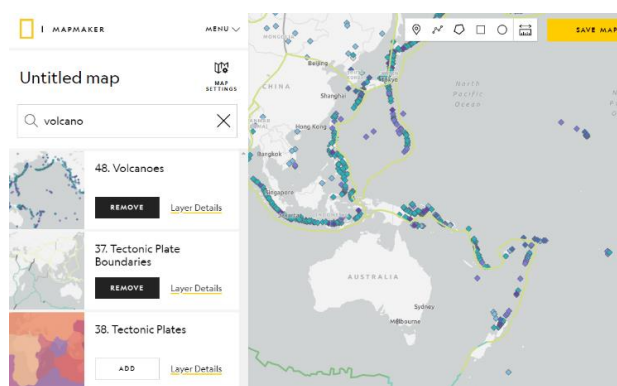 MAPMAKER
MENU
Untitled map
MAP
SETTINGS
volcano
48. Volcanoes
REMOVE
Layer Details
37. Tectonic Plate
Boundaries
REMOVE
Layer Details
38. Tectonic Plates
ADD
Layer Details
SAVE MAP
Beijing
CHINA
Shanghai
Hong Kong
Bangkok
Singapore
North
Pacific
Ocean
AUSTRALIA
Sydney
Melbourne